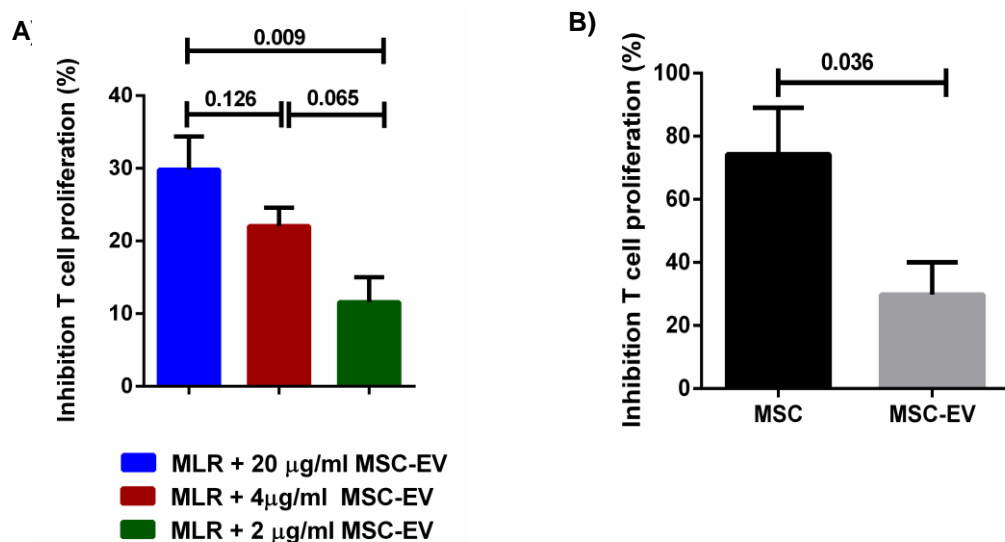 A)
Inhibition T cell proliferation (%)
0.009
0.126
0.065
40
30
20
10
0
MLR + 20 μg/ml MSC-EV
MLR + 4μg/ml MSC-EV
MLR + 2 μg/ml MSC-EV
B)
Inhibition T cell proliferation (%)
0.036
100
80
60
40
20
0
MSC
MSC-EV